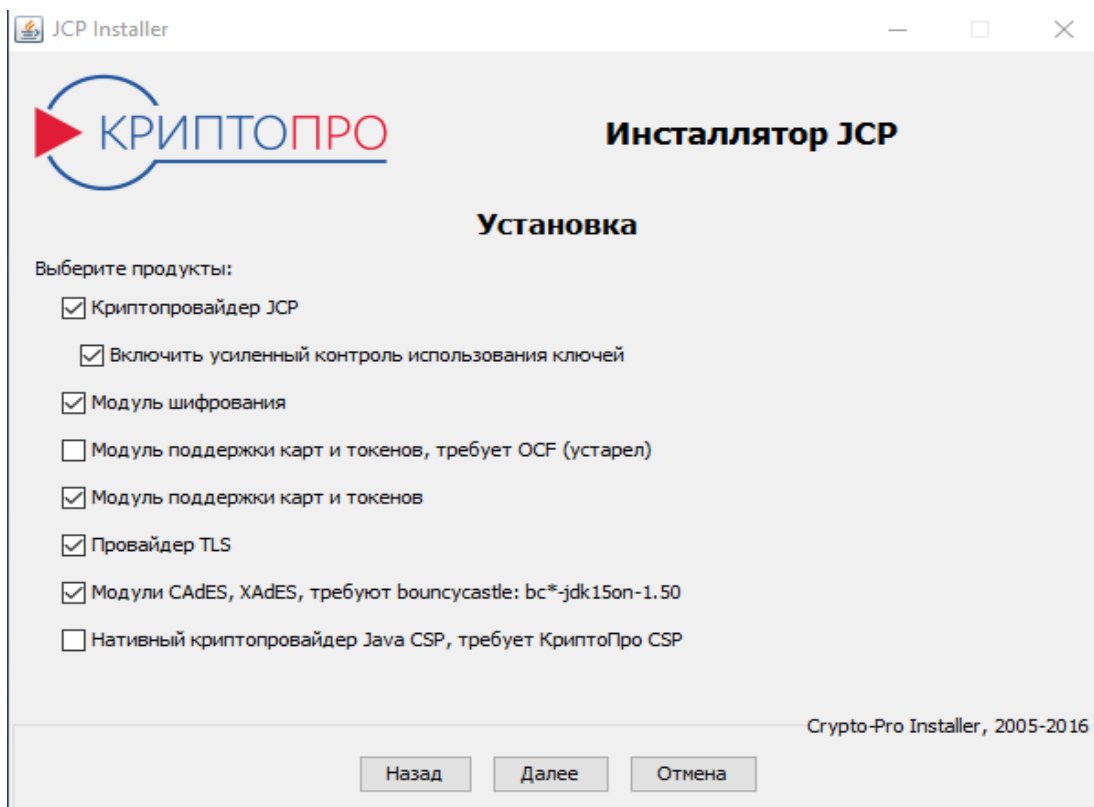 JCP Installer
КРИПТОПРО
Инсталлятор JCP
Установка
Выберите продукты:
Криптопровайдер JCP
Включить усиленный контроль использования ключей
Модуль шифрования
Модуль поддержки карт и токенов, требует OCF (устарел)
Модуль поддержки карт и токенов
Провайдер TLS
Модули CAdES, XAdES, требуют bouncycastle: bc*-jdk15on-1.50
Нативный криптопровайдер Java CSP, требует КриптоПро CSP
Crypto-Pro Installer, 2005-2016
Назад Далее Отмена